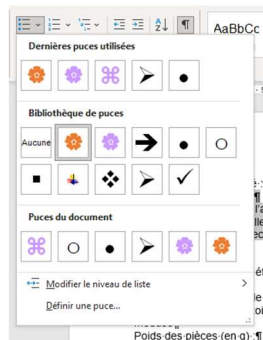 AaBbCc
Dernières puces utilisées
Bibliothèque de puces
Aucune
Puces du document
Modifier le niveau de liste
Définir une puce...
Poids·des·pièces·(en·g)·:¶